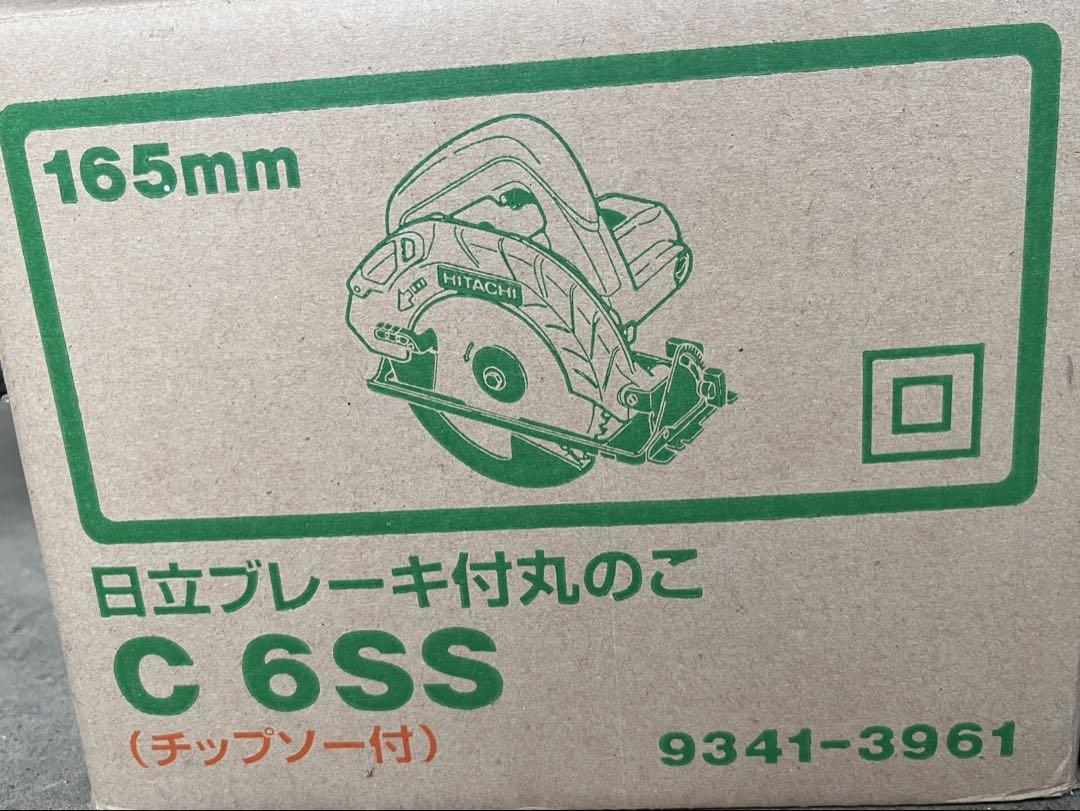 165mm
HITACHI
日立ブレーキ付丸のこ
C 6SS
(チップソー付)
9341-3961